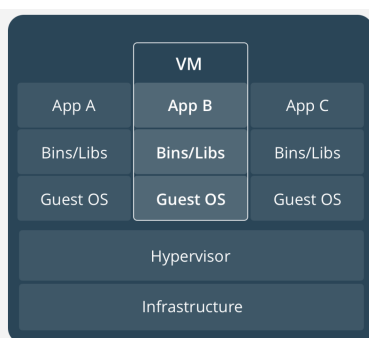 VM
App A App B App C
Bins/Libs Bins/Libs Bins/Libs
Guest OS Guest OS Guest OS
Hypervisor
Infrastructure